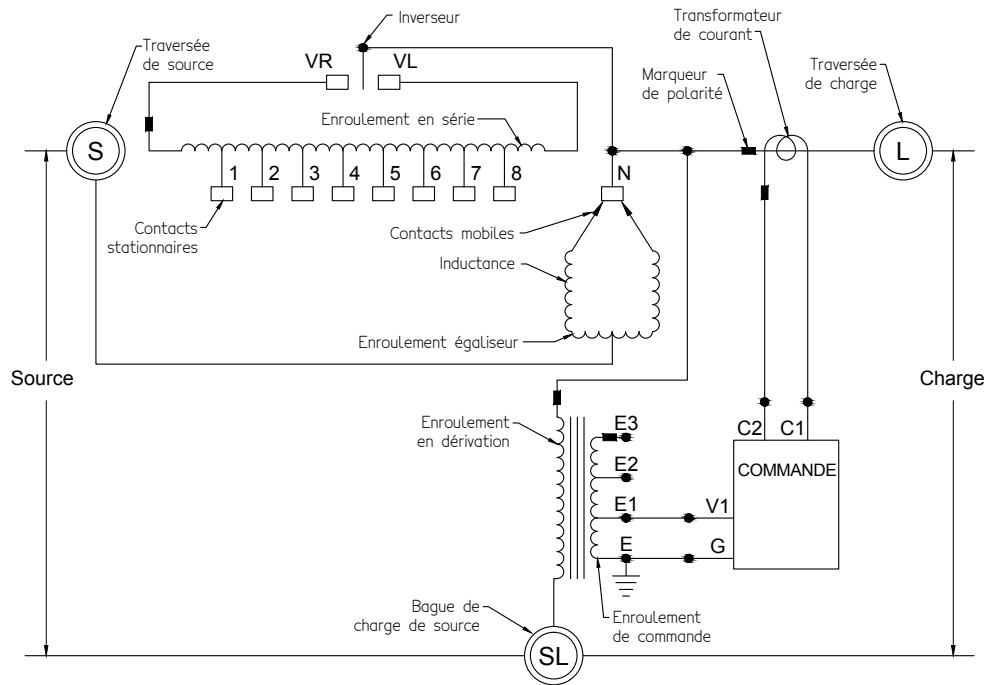 Inverseur
Transformateur
de courant
Traversée
de source
VR
VL
Marqueur
de polarité
Traversée
de charge
Enroulement en série
S
L
1
2
3
4
5
6
7
8
N
Contacts
stationnaires
Contacts mobiles
Inductance
Enroulement égaliseur
Source
Charge
Enroulement
en dérivation
E3
C2
C1
E2
COMMANDE
E1
V1
E
G
Bague de
charge de source
Enroulement
de commande
SL